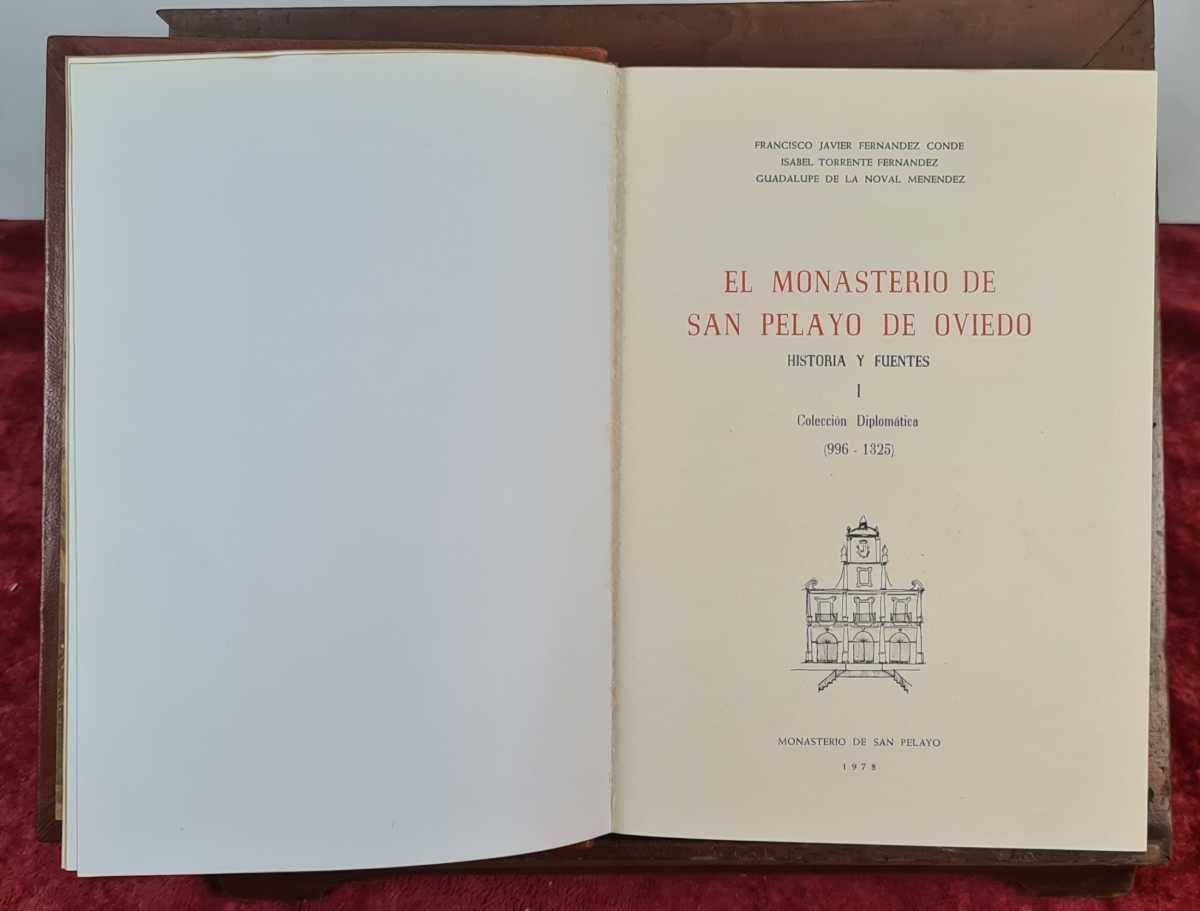 FRANCISCO JAVIER FERNANDEZ CONDE
ISABEL TORRENTE FERNANDEZ
GUADALUPE DE LA NOVAL MENENDEZ
EL MONASTERIO DE
SAN PELAYO DE OVIEDO
HISTORIA Y FUENTES
I
Colección Diplomática
(996 - 1325)
MONASTERIO DE SAN PELAYO
1978